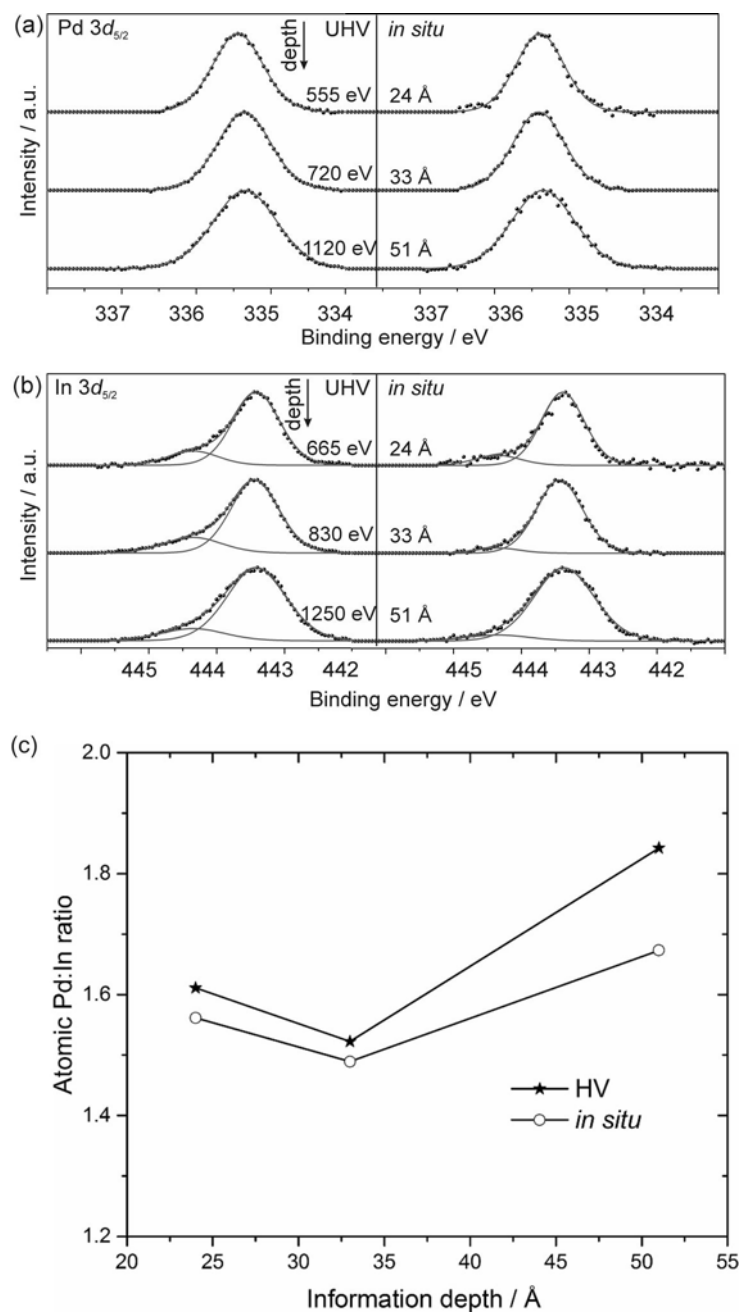 (a) Pd 3d5/2 depth UHV in situ
555 eV 24 Å
720 eV 33 Å
1120 eV 51 Å
Intensity / a.u.
337 336 335 334 337 336 335 334
Binding energy / eV
(b) In 3d5/2 depth UHV in situ
665 eV 24 Å
830 eV 33 Å
1250 eV 51 Å
Intensity / a.u.
445 444 443 442 445 444 443 442
Binding energy / eV
(c)
2.0
1.8
1.6
1.4
1.2
Atomic Pd:In ratio
HV
in situ
20 25 30 35 40 45 50 55
Information depth / Å